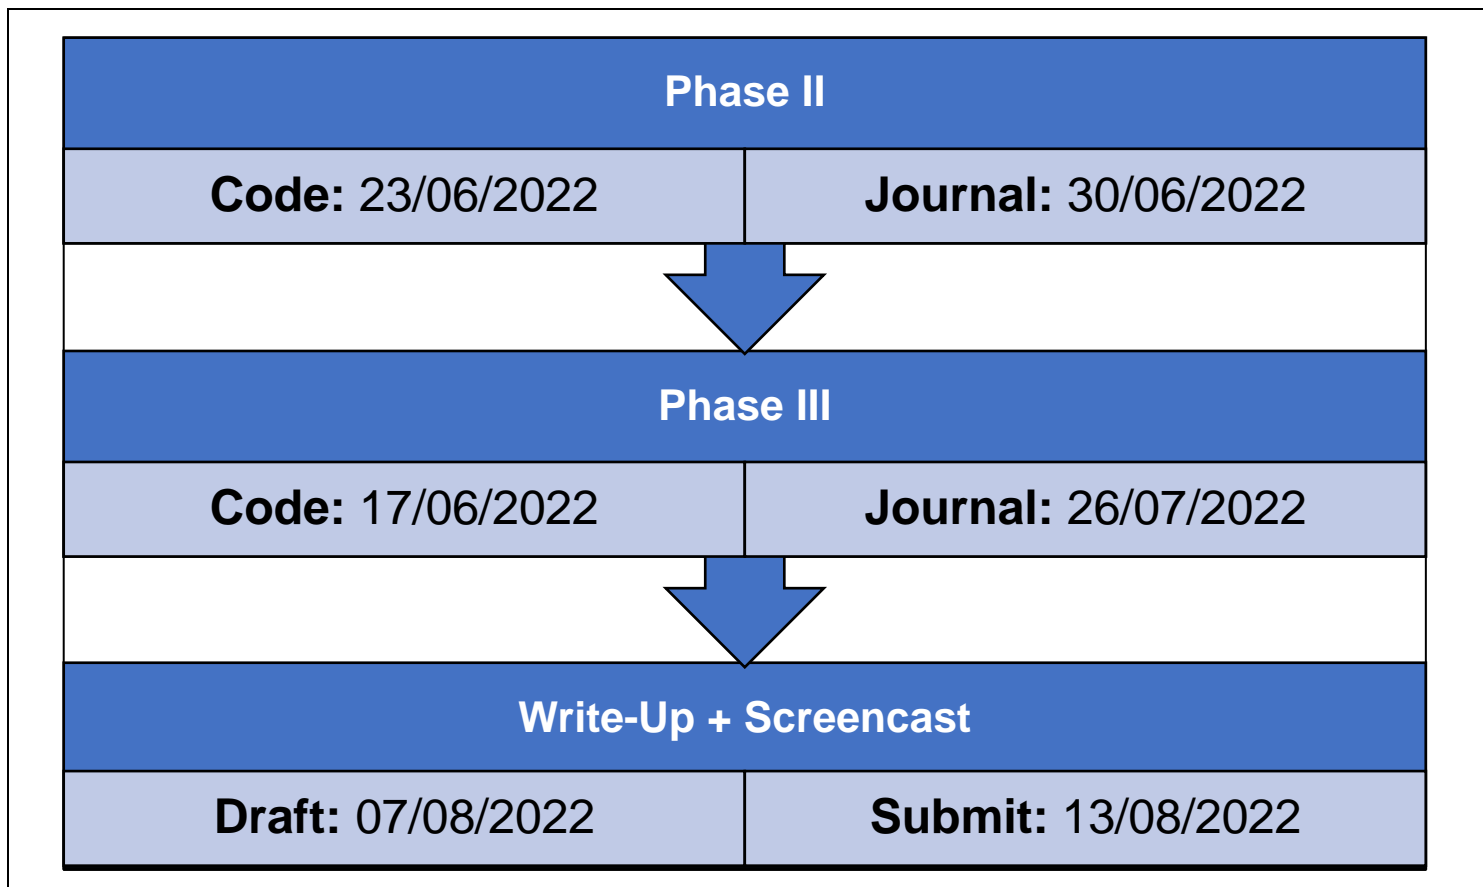 Phase II
Code: 23/06/2022 Journal: 30/06/2022
Phase III
Code: 17/06/2022 Journal: 26/07/2022
Write-Up + Screencast
Draft: 07/08/2022 Submit: 13/08/2022